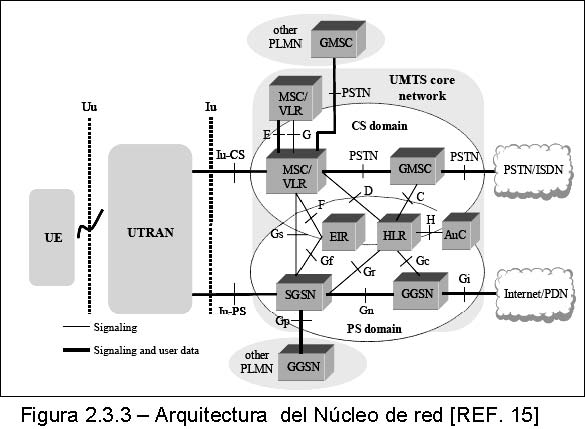 other
PLMN
GMSC
MSC/
VLR
PSTN
UMTS core
network
Uu
Iu
E
G
CS domain
Iu-CS
MSC/
VLR
PSTN
GMSC
PSTN
PSTN/ISDN
UE
UTRAN
F
D
C
Gs
EIR
HLR
H
AuC
Gf
Gr
Gc
SGSN
GGSN
Gi
Internet/PDN
Iu-PS
Gp
Gn
PS domain
Signaling
Signaling and user data
other
PLMN
GGSN
Figura 2.3.3 – Arquitectura del Núcleo de red [REF. 15]